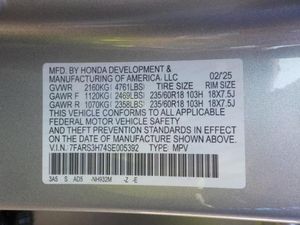 MFD. BY HONDA DEVELOPMENT &
MANUFACTURING OF AMERICA, LLC 02/25
GVWR 2160KG( 4761LBS) TIRE SIZE RIM SIZE
GAWR F 1120KG( 2469LBS) 235/60R18 103H 18X7.5J
GAWR R 1070KG( 2358LBS) 235/60R18 103H 18X7.5J
THIS VEHICLE CONFORMS TO ALL APPLICABLE
FEDERAL MOTOR VEHICLE SAFETY
AND THEFT PREVENTION STANDARDS IN EFFECT
ON THE DATE OF MANUFACTURE SHOWN ABOVE.
V.I.N. 7FARS3H74SE005392 TYPE: MPV
3A5 S AD5 -NH932M -Z -E